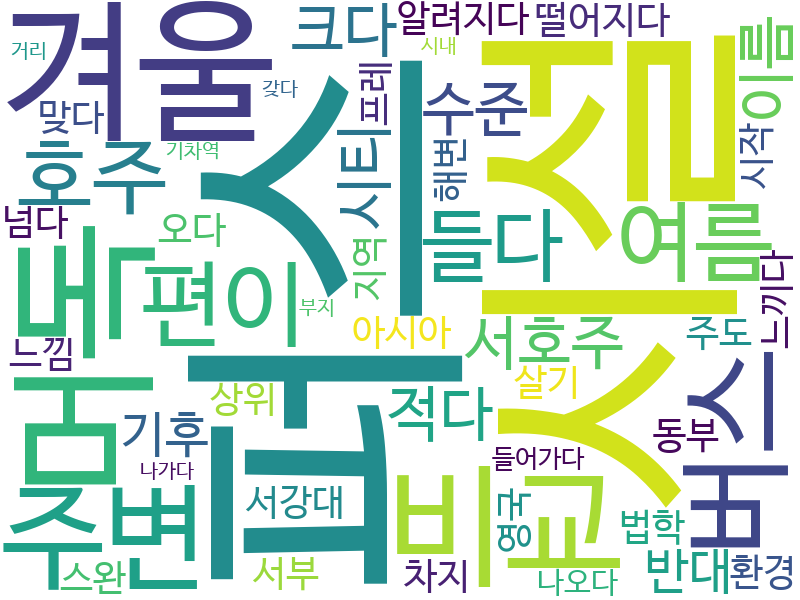 겨울
크다
알려지다
떨어지다
거리
시내
갖다
맞다
기차역
호주
시티
프레
수준
해변
시작
이름
퍼스
시설
넘다
오다
지역
들다
여름
느끼다
편이
부지
아시아
서호주
주도
느낌
상위
적다
살기
버스
기후
동부
나가다
들어가다
주변
서강대
영국
법학
스완
서부
차지
나오다
반대
환경